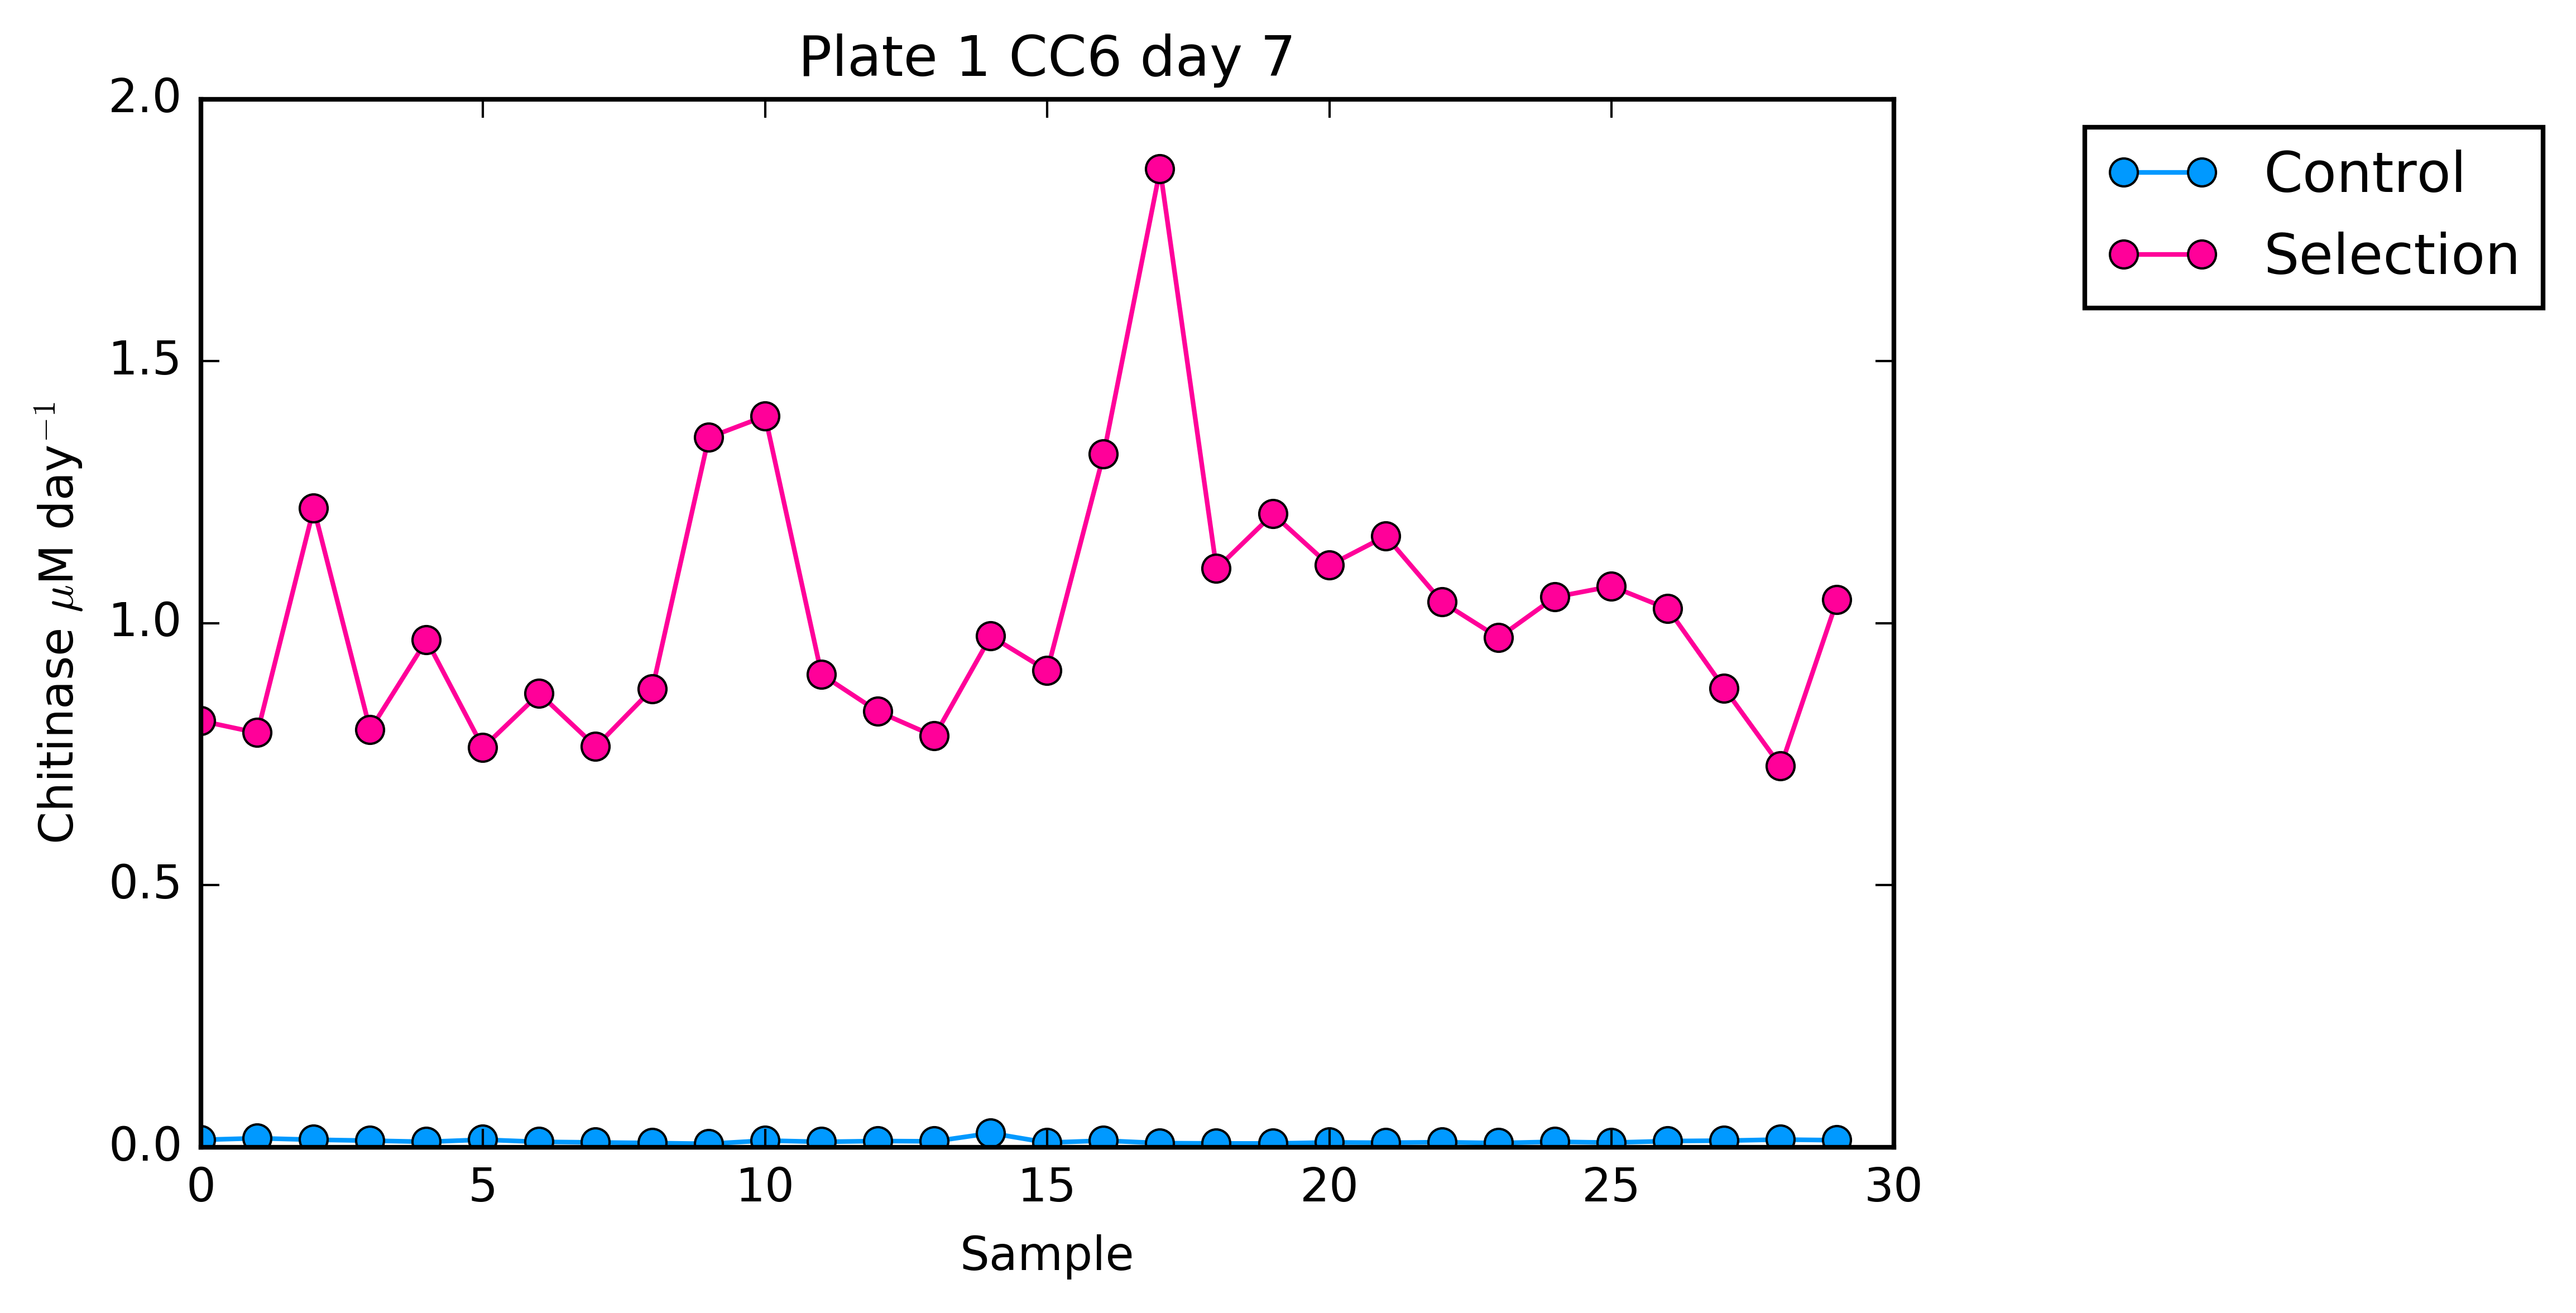 Plate 1 CC6 day 7
2.0
1.5
1.0
0.5
0.0
Chitinase μM day⁻¹
0 5 10 15 20 25 30
Sample
Control
Selection